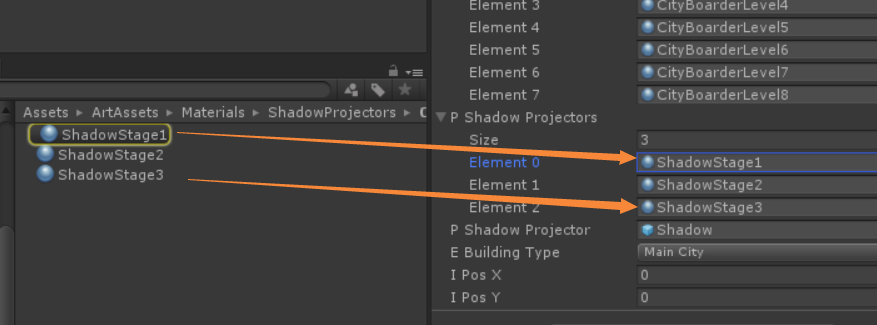 Element 3 CityBoarderLevel4
Element 4 CityBoarderLevel5
Element 5 CityBoarderLevel6
Element 6 CityBoarderLevel7
Element 7 CityBoarderLevel8
Assets ArtAssets Materials ShadowProjectors
ShadowStage1
ShadowStage2
ShadowStage3
P Shadow Projectors
Size 3
Element 0 ShadowStage1
Element 1 ShadowStage2
Element 2 ShadowStage3
P Shadow Projector Shadow
E Building Type Main City
I Pos X 0
I Pos Y 0